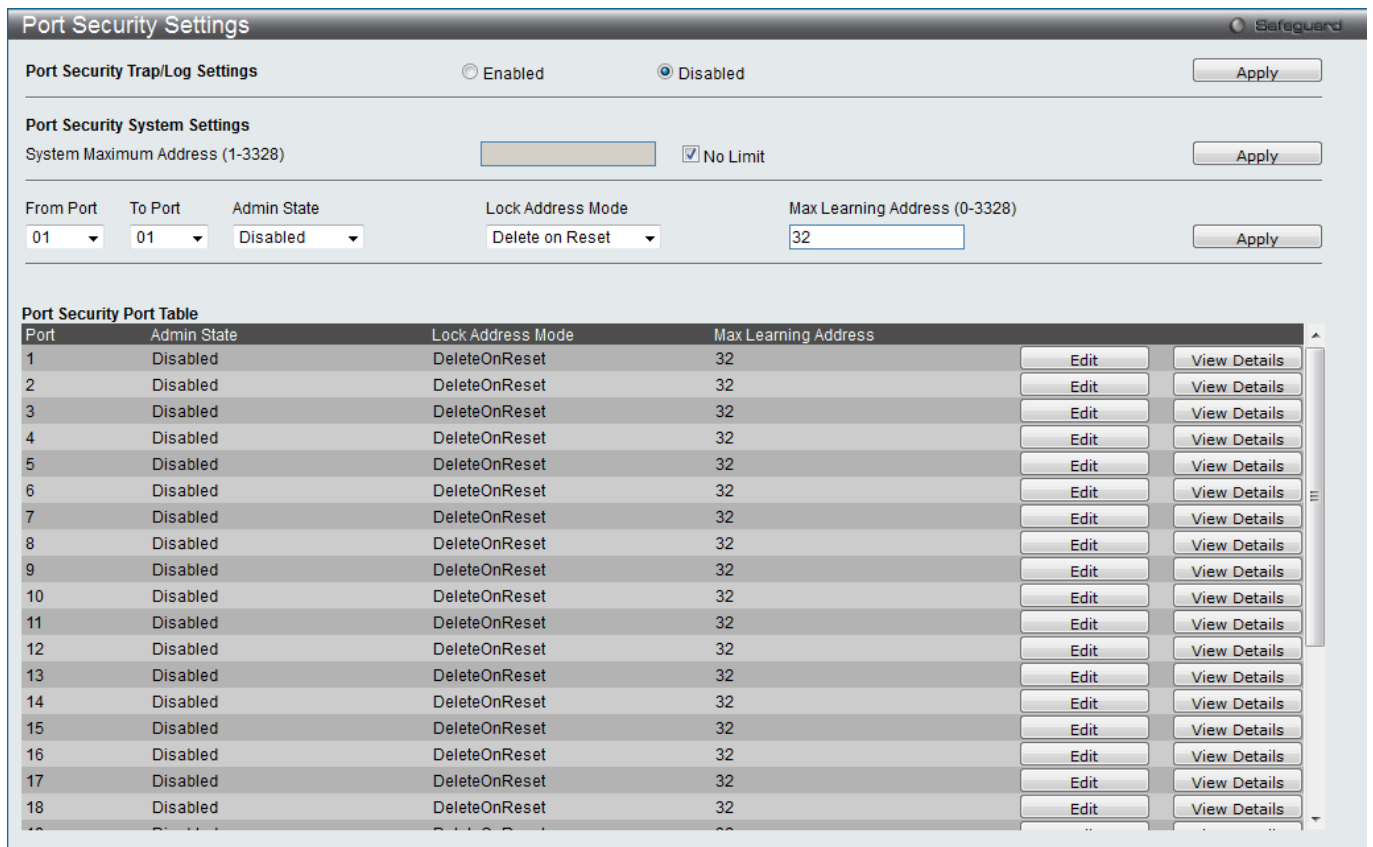 Port Security Settings
Safeguard
Port Security Trap/Log Settings Enabled Disabled Apply
Port Security System Settings
System Maximum Address (1-3328) No Limit Apply
From Port To Port Admin State Lock Address Mode Max Learning Address (0-3328)
01 01 Disabled Delete on Reset 32 Apply
Port Security Port Table
Port Admin State Lock Address Mode Max Learning Address
1 Disabled DeleteOnReset 32 Edit View Details
2 Disabled DeleteOnReset 32 Edit View Details
3 Disabled DeleteOnReset 32 Edit View Details
4 Disabled DeleteOnReset 32 Edit View Details
5 Disabled DeleteOnReset 32 Edit View Details
6 Disabled DeleteOnReset 32 Edit View Details
7 Disabled DeleteOnReset 32 Edit View Details
8 Disabled DeleteOnReset 32 Edit View Details
9 Disabled DeleteOnReset 32 Edit View Details
10 Disabled DeleteOnReset 32 Edit View Details
11 Disabled DeleteOnReset 32 Edit View Details
12 Disabled DeleteOnReset 32 Edit View Details
13 Disabled DeleteOnReset 32 Edit View Details
14 Disabled DeleteOnReset 32 Edit View Details
15 Disabled DeleteOnReset 32 Edit View Details
16 Disabled DeleteOnReset 32 Edit View Details
17 Disabled DeleteOnReset 32 Edit View Details
18 Disabled DeleteOnReset 32 Edit View Details